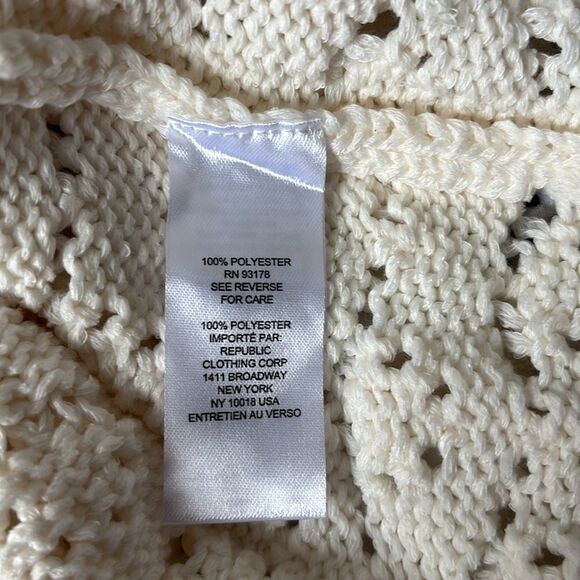 100% POLYESTER
RN 93178
SEE REVERSE
FOR CARE
100% POLYESTER
IMPORTÉ PAR:
REPUBLIC
CLOTHING CORP
1411 BROADWAY
NEW YORK
NY 10018 USA
ENTRETIEN AU VERSO